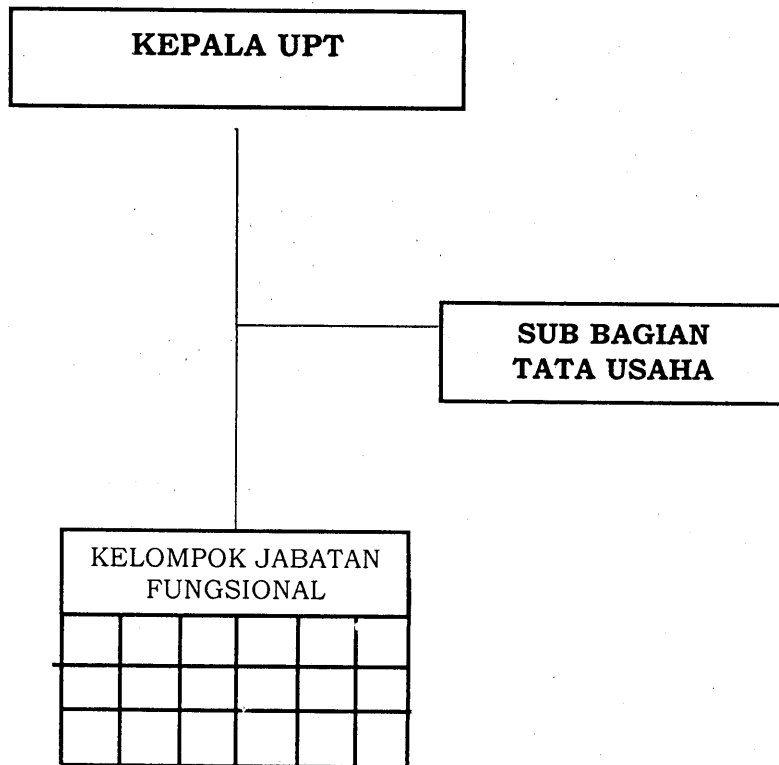 KEPALA UPT
SUB BAGIAN
TATA USAHA
KELOMPOK JABATAN
FUNGSIONAL